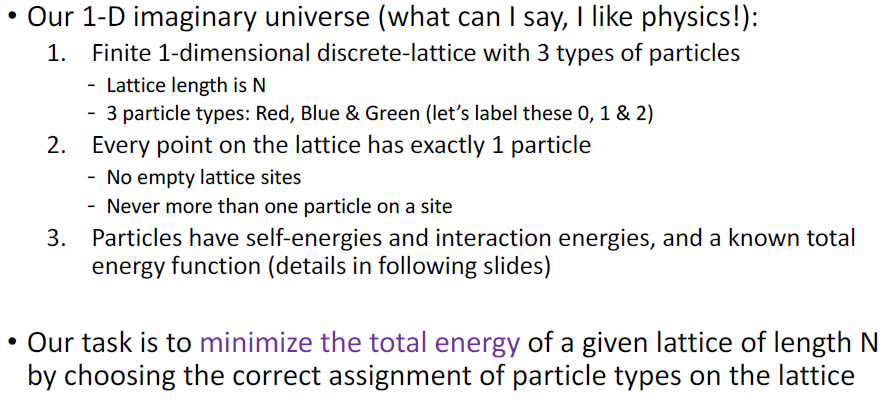 • Our 1-D imaginary universe (what can I say, I like physics!):
1. Finite 1-dimensional discrete-lattice with 3 types of particles
- Lattice length is N
- 3 particle types: Red, Blue & Green (let’s label these 0, 1 & 2)
2. Every point on the lattice has exactly 1 particle
- No empty lattice sites
- Never more than one particle on a site
3. Particles have self-energies and interaction energies, and a known total
energy function (details in following slides)
• Our task is to minimize the total energy of a given lattice of length N
by choosing the correct assignment of particle types on the lattice